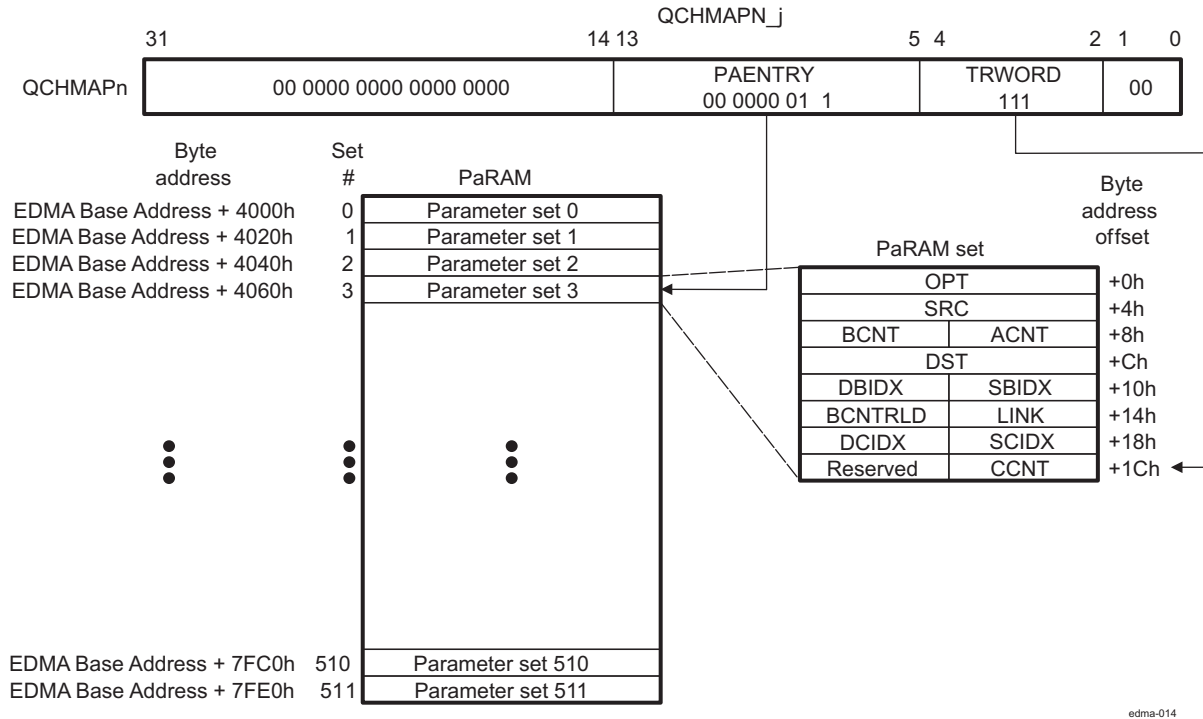 QCHMAPN_j
31 14 13 5 4 2 1 0
QCHMAPn 00 0000 0000 0000 0000 PAENTRY 00 0000 01 1 TRWORD 111 00
Byte address Set # PaRAM
EDMA Base Address + 4000h 0 Parameter set 0
EDMA Base Address + 4020h 1 Parameter set 1
EDMA Base Address + 4040h 2 Parameter set 2
EDMA Base Address + 4060h 3 Parameter set 3
EDMA Base Address + 7FC0h 510 Parameter set 510
EDMA Base Address + 7FE0h 511 Parameter set 511
PaRAM set Byte address offset
OPT +0h
SRC +4h
BCNT ACNT +8h
DST +Ch
DBIDX SBIDX +10h
BCNTRLD LINK +14h
DCIDX SCIDX +18h
Reserved CCNT +1Ch
edma-014